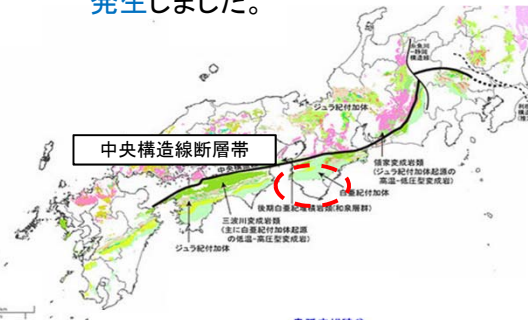 発生しました。
糸魚川
-静岡
構造線
ジュラ紀付加体
中央構造線断層帯
領家変成岩類
(ジュラ紀付加体起源の
高温-低圧型変成岩)
白亜紀付加体
後期白亜紀堆積岩類(和泉層群)
三波川変成岩類
(主に白亜紀付加体起源
の低温-高圧型変成岩)
ジュラ紀付加体